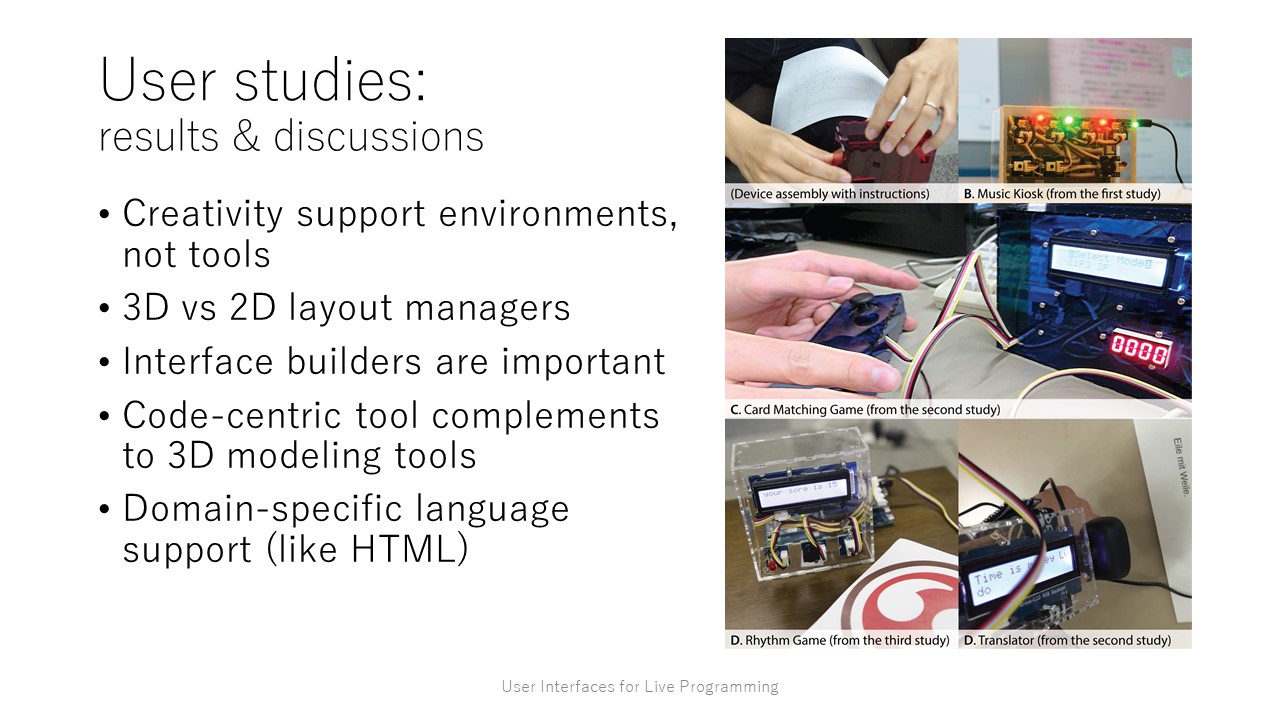 User studies:
results & discussions
• Creativity support environments,
not tools
• 3D vs 2D layout managers
• Interface builders are important
• Code-centric tool complements
to 3D modeling tools
• Domain-specific language
support (like HTML)
(Device assembly with instructions)
B. Music Kiosk (from the first study)
Select Mode
0000
C. Card Matching Game (from the second study)
your sore is 15
Eile mit Weile.
Time is
do
D. Rhythm Game (from the third study)
D. Translator (from the second study)
User Interfaces for Live Programming